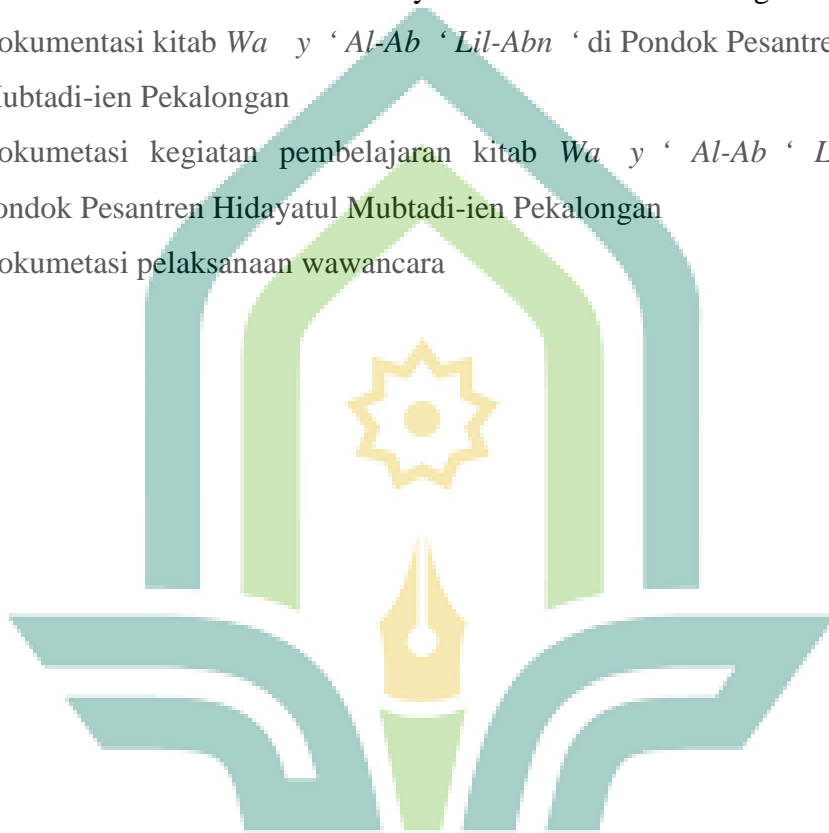 okumentasi kitab Wa y ‘ Al-Ab ‘ Lil-Abn ‘ di Pondok Pesantre
Mubtadi-ien Pekalongan
okumetasi kegiatan pembelajaran kitab Wa y ‘ Al-Ab ‘ L
ondok Pesantren Hidayatul Mubtadi-ien Pekalongan
okumetasi pelaksanaan wawancara